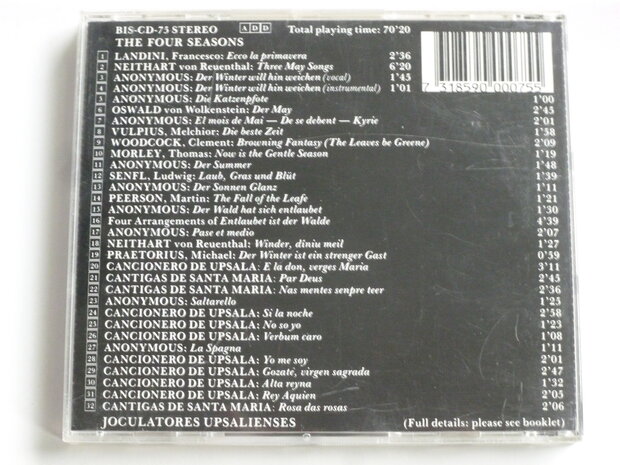 BIS-CD-75 STEREO A D D Total playing time: 70'20
THE FOUR SEASONS
1 LANDINI, Francesco: Ecco la primavera 2'36
2 NEITHART von Reuenthal: Three May Songs 6'20
3 ANONYMOUS: Der Winter will hin weichen (vocal) 1'45
4 ANONYMOUS: Der Winter will hin weichen (instrumental) 1'01
7 318590 000755
5 ANONYMOUS: Die Katzenpfote 1'00
6 OSWALD von Wolkenstein: Der May 2'43
7 ANONYMOUS: El mois de Mai — De se debent — Kyrie 2'01
8 VULPIUS, Melchior: Die beste Zeit 1'58
9 WOODCOCK, Clement: Browning Fantasy (The Leaves be Greene) 2'09
10 MORLEY, Thomas: Now is the Gentle Season 1'19
11 ANONYMOUS: Der Summer 1'48
12 SENFL, Ludwig: Laub, Gras und Blüt 1'39
13 ANONYMOUS: Der Sonnen Glanz 1'11
14 PEERSON, Martin: The Fall of the Leafe 1'21
15 ANONYMOUS: Der Wald hat sich entlaubet 1'30
16 Four Arrangements of Entlaubet ist der Walde 4'39
17 ANONYMOUS: Pase et medio 2'07
18 NEITHART von Reuenthal: Winder, diniu meil 1'27
19 PRAETORIUS, Michael: Der Winter ist ein strenger Gast 0'59
20 CANCIONERO DE UPSALA: E la don, verges Maria 3'11
21 CANTIGAS DE SANTA MARIA: Par Deus 2'45
22 CANTIGAS DE SANTA MARIA: Nas mentes senpre teer 2'36
23 ANONYMOUS: Saltarello 1'25
24 CANCIONERO DE UPSALA: Si la noche 2'58
25 CANCIONERO DE UPSALA: No so yo 1'23
26 CANCIONERO DE UPSALA: Verbum caro 1'08
27 ANONYMOUS: La Spagna 1'11
28 CANCIONERO DE UPSALA: Yo me soy 2'01
29 CANCIONERO DE UPSALA: Gozate, virgen sagrada 2'47
30 CANCIONERO DE UPSALA: Alta reyna 1'32
31 CANCIONERO DE UPSALA: Rey Aquien 2'05
32 CANTIGAS DE SANTA MARIA: Rosa das rosas 2'06
JOCULATORES UPSALIENSES (Full details: please see booklet)